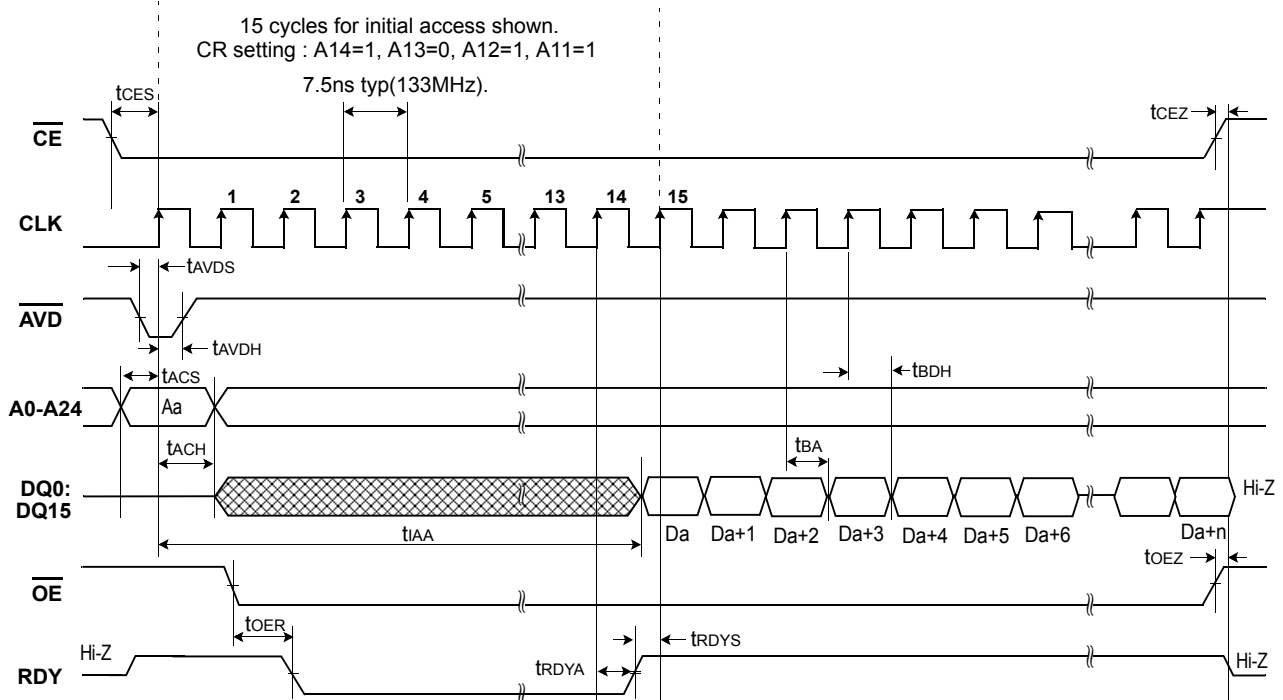 15 cycles for initial access shown.
CR setting : A14=1, A13=0, A12=1, A11=1
7.5ns typ(133MHz).
tCES
tCEZ
CE
1 2 3 4 5 13 14 15
CLK
tAVDS
AVD
tAVDH
tACS
tBDH
A0-A24
Aa
tBA
tACH
DQ0:
DQ15
Hi-Z
tIAA
Da Da+1 Da+2 Da+3 Da+4 Da+5 Da+6 Da+n
tOEZ
OE
tOER
tRDYS
Hi-Z
tRDYA
Hi-Z
RDY